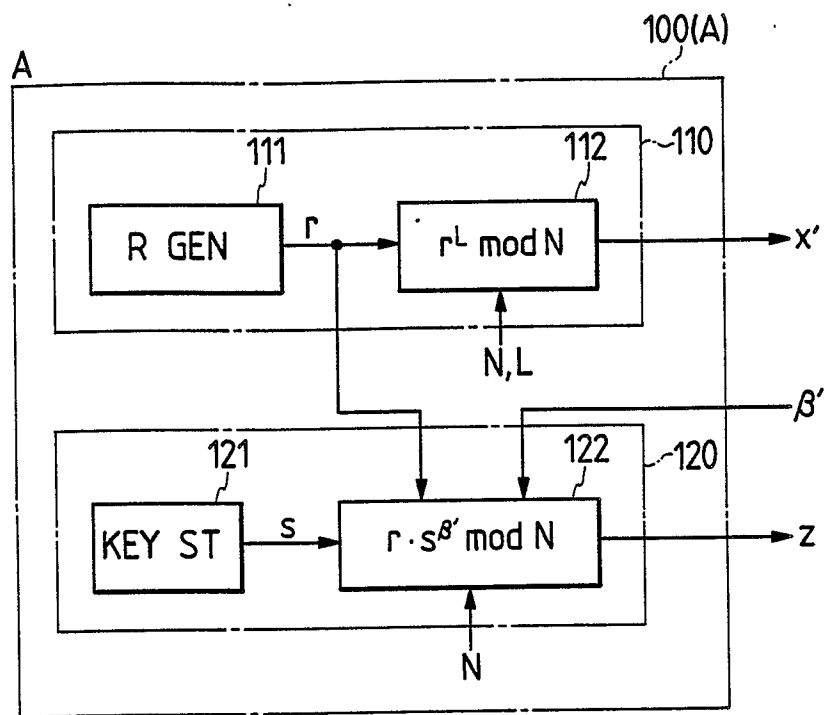 100(A)
A
110
111
112
R GEN
r
r^L mod N
x'
N, L
β'
120
121
122
KEY ST
s
r · s^β' mod N
z
N